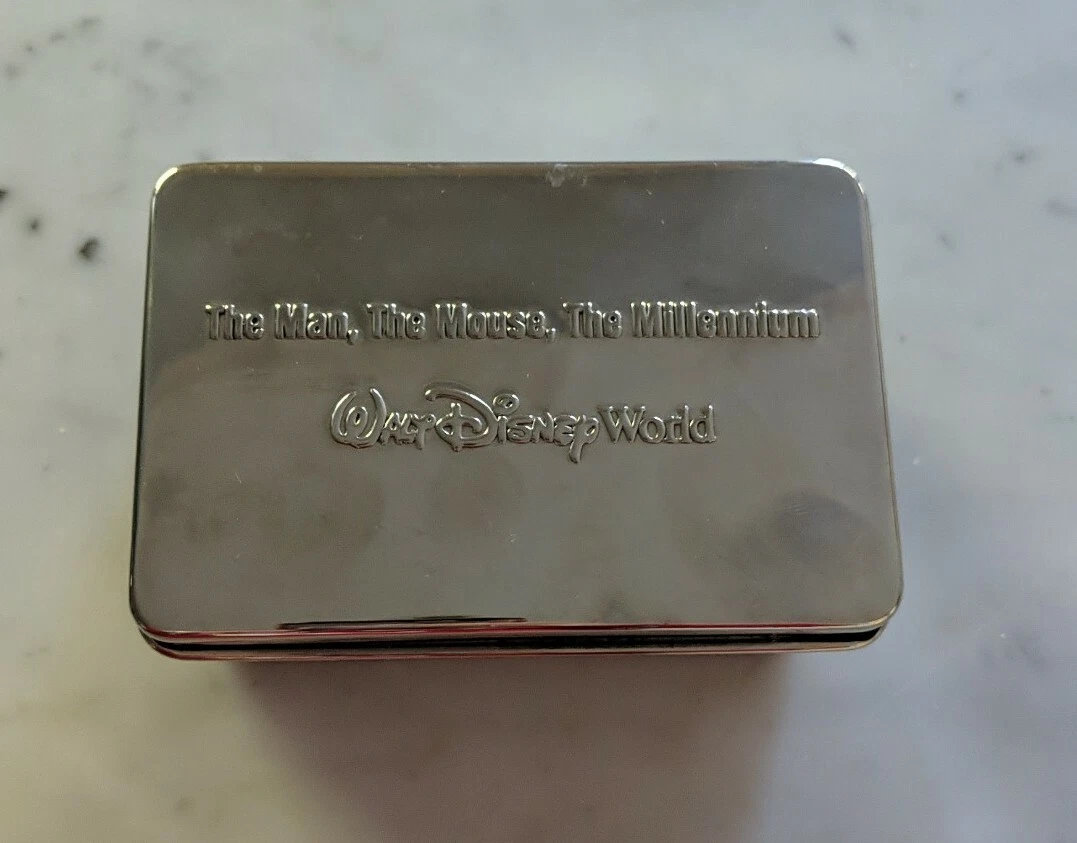 The Man, The Mouse, The Millennium
Walt Disney World